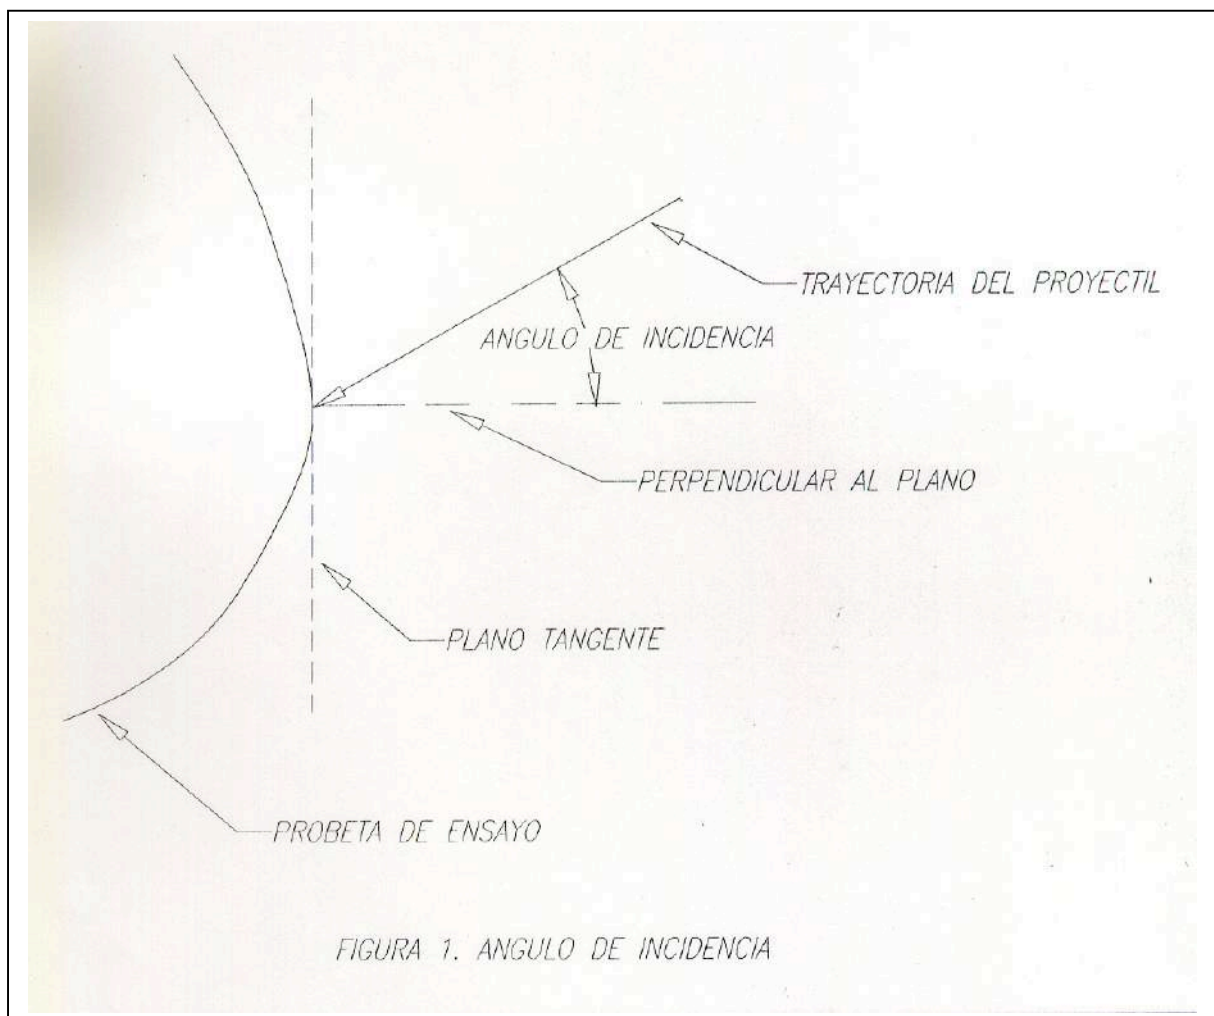 TRAYECTORIA DEL PROYECTIL
ANGULO DE INCIDENCIA
PERPENDICULAR AL PLANO
PLANO TANGENTE
PROBETA DE ENSAYO
FIGURA 1. ANGULO DE INCIDENCIA